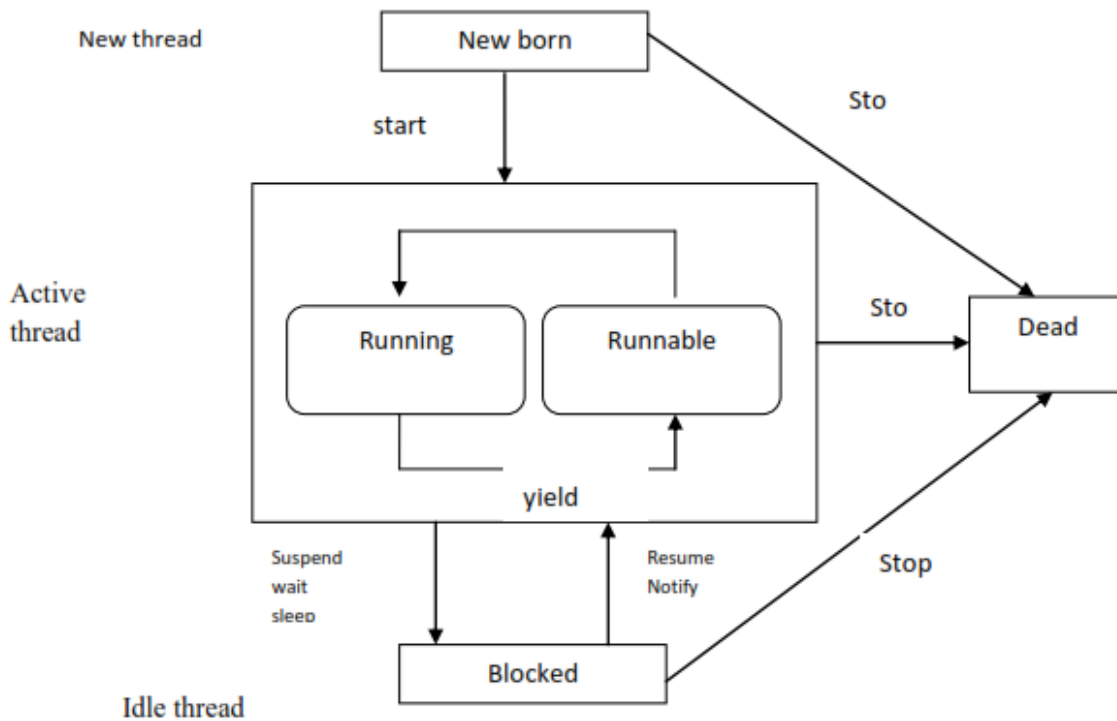 New thread
New born
start
Sto
Active
thread
Running
Runnable
Sto
Dead
yield
Suspend
wait
sleep
Resume
Notify
Stop
Blocked
Idle thread